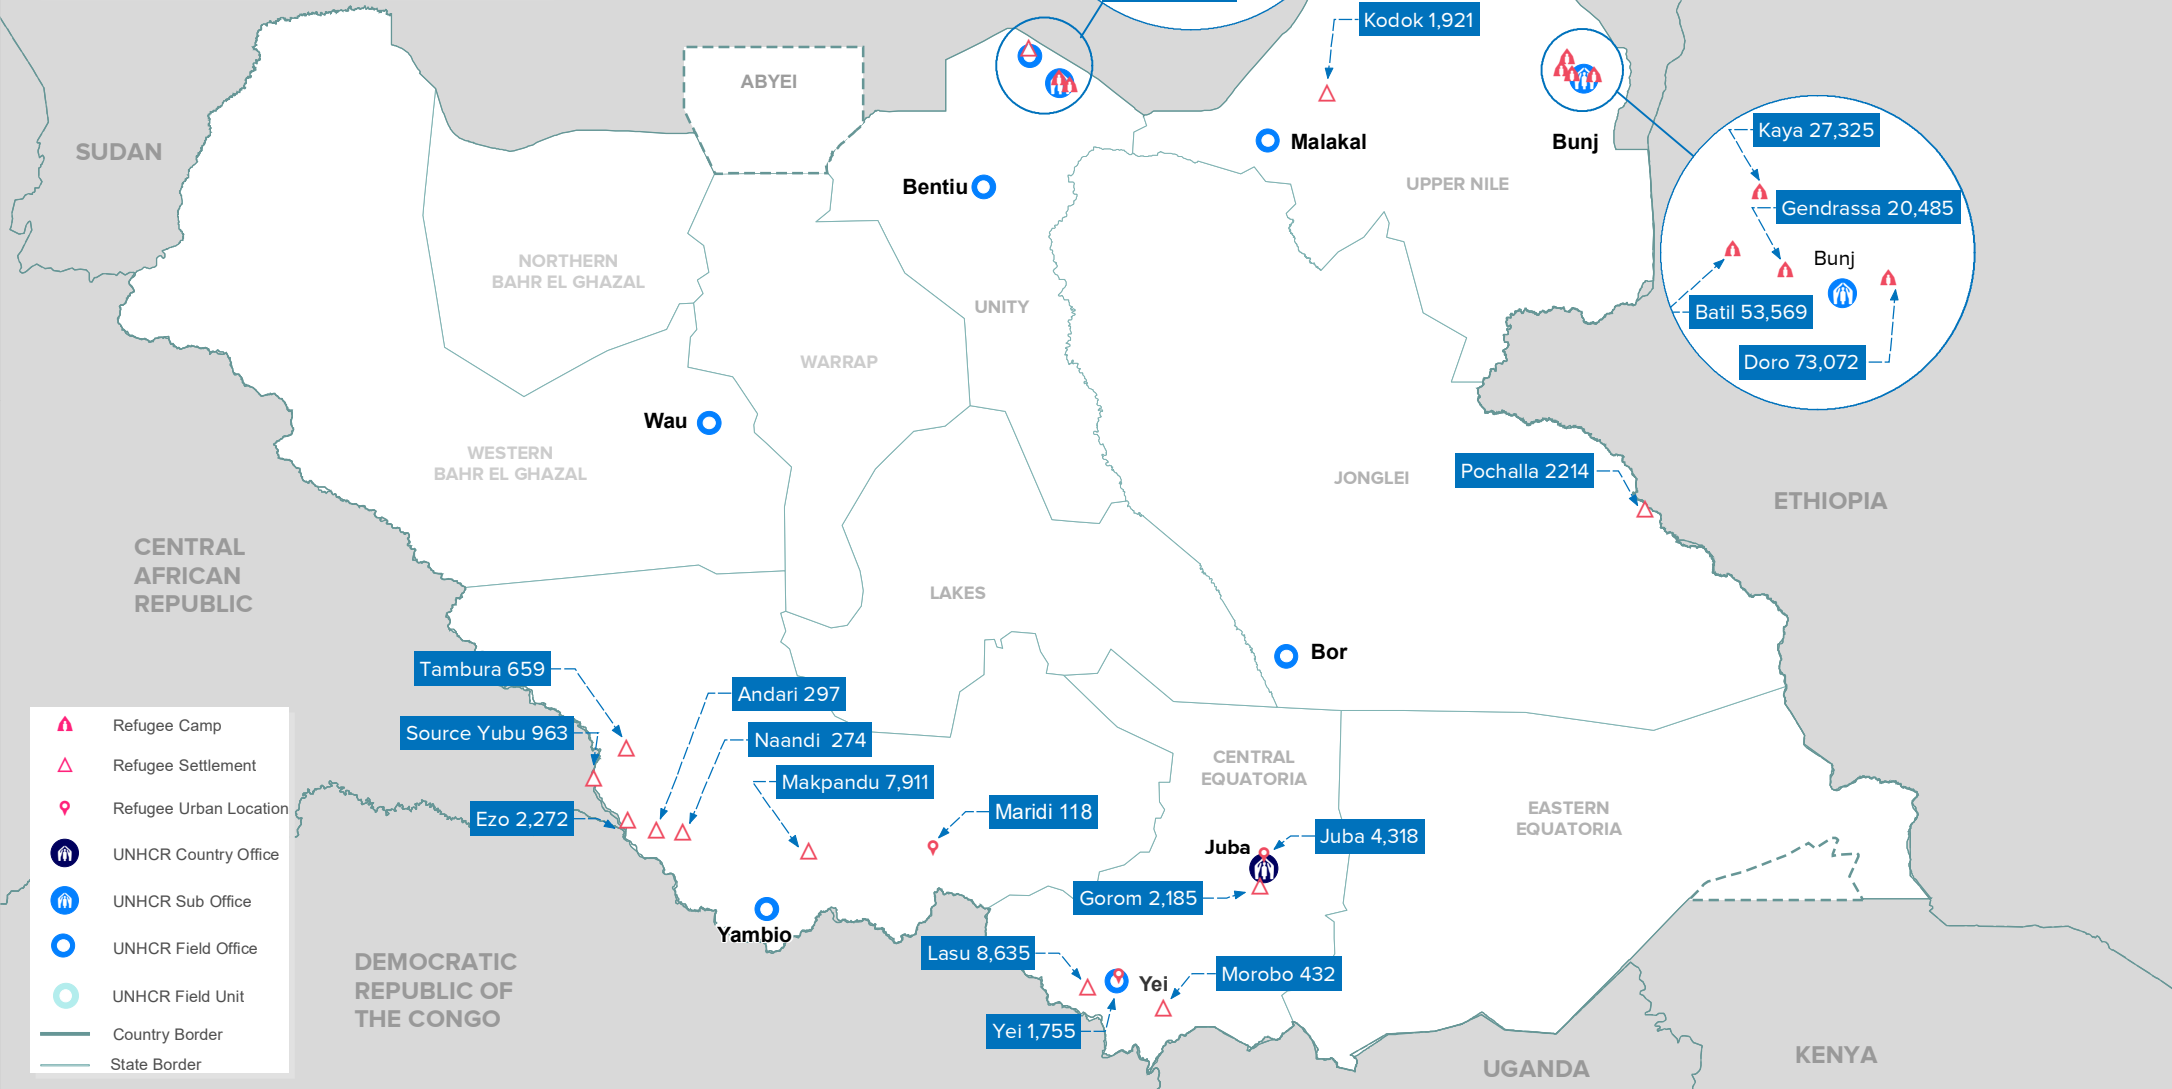 Kodok 1,921
ABYEI
SUDAN
Malakal
Bunj
Kaya 27,325
Bentiu
UPPER NILE
Gendrassa 20,485
NORTHERN
BAHR EL GHAZAL
Bunj
UNITY
Batil 53,569
WARRAP
Doro 73,072
Wau
WESTERN
BAHR EL GHAZAL
JONGLEI
Pochalla 2214
ETHIOPIA
CENTRAL
AFRICAN
REPUBLIC
LAKES
Bor
Tambura 659
Andari 297
Source Yubu 963
Naandi 274
Makpandu 7,911
CENTRAL
EQUATORIA
Ezo 2,272
Maridi 118
EASTERN
EQUATORIA
Juba
Juba 4,318
Gorom 2,185
Yambio
Lasu 8,635
Yei
Morobo 432
Yei 1,755
DEMOCRATIC
REPUBLIC OF
THE CONGO
UGANDA
KENYA
Refugee Camp
Refugee Settlement
Refugee Urban Location
UNHCR Country Office
UNHCR Sub Office
UNHCR Field Office
UNHCR Field Unit
Country Border
State Border